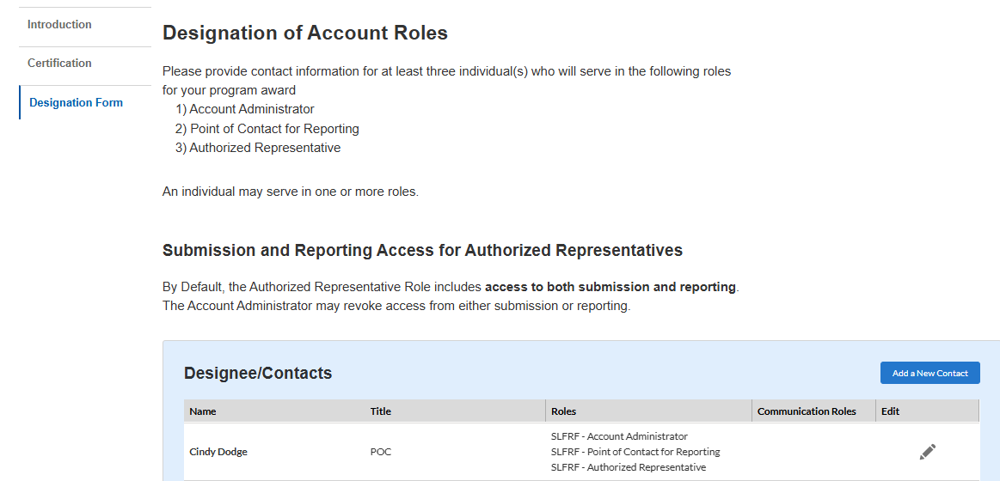 Introduction
Certification
Designation Form
Designation of Account Roles
Please provide contact information for at least three individual(s) who will serve in the following roles
for your program award
1) Account Administrator
2) Point of Contact for Reporting
3) Authorized Representative
An individual may serve in one or more roles.
Submission and Reporting Access for Authorized Representatives
By Default, the Authorized Representative Role includes access to both submission and reporting.
The Account Administrator may revoke access from either submission or reporting.
Designee/Contacts
Add a New Contact
Name Title Roles Communication Roles Edit
SLFRF - Account Administrator
Cindy Dodge POC SLFRF - Point of Contact for Reporting
SLFRF - Authorized Representative